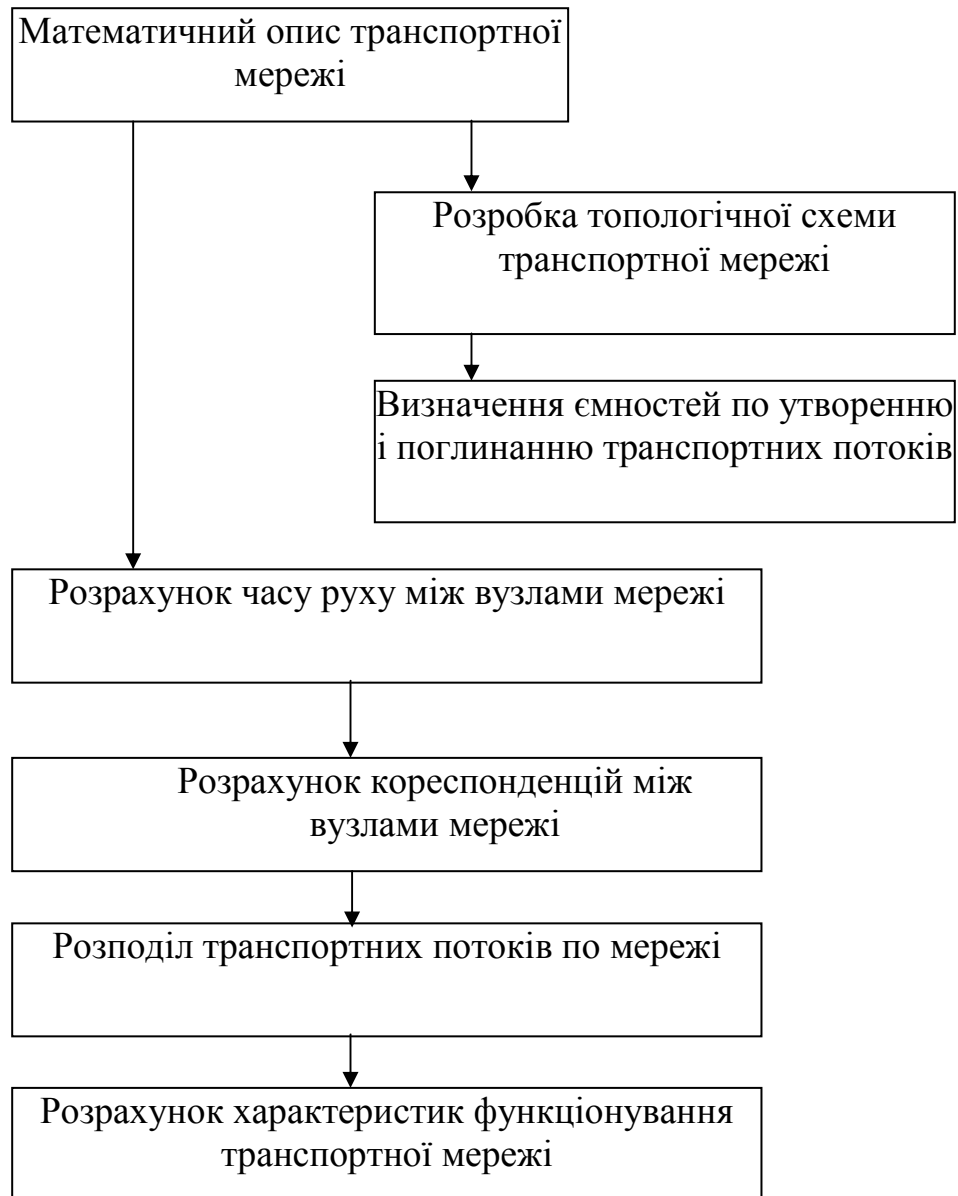 Математичний опис транспортної
мережі
Розробка топологічної схеми
транспортної мережі
Визначення ємностей по утворенню
і поглинанню транспортних потоків
Розрахунок часу руху між вузлами мережі
Розрахунок кореспонденцій між
вузлами мережі
Розподіл транспортних потоків по мережі
Розрахунок характеристик функціонування
транспортної мережі